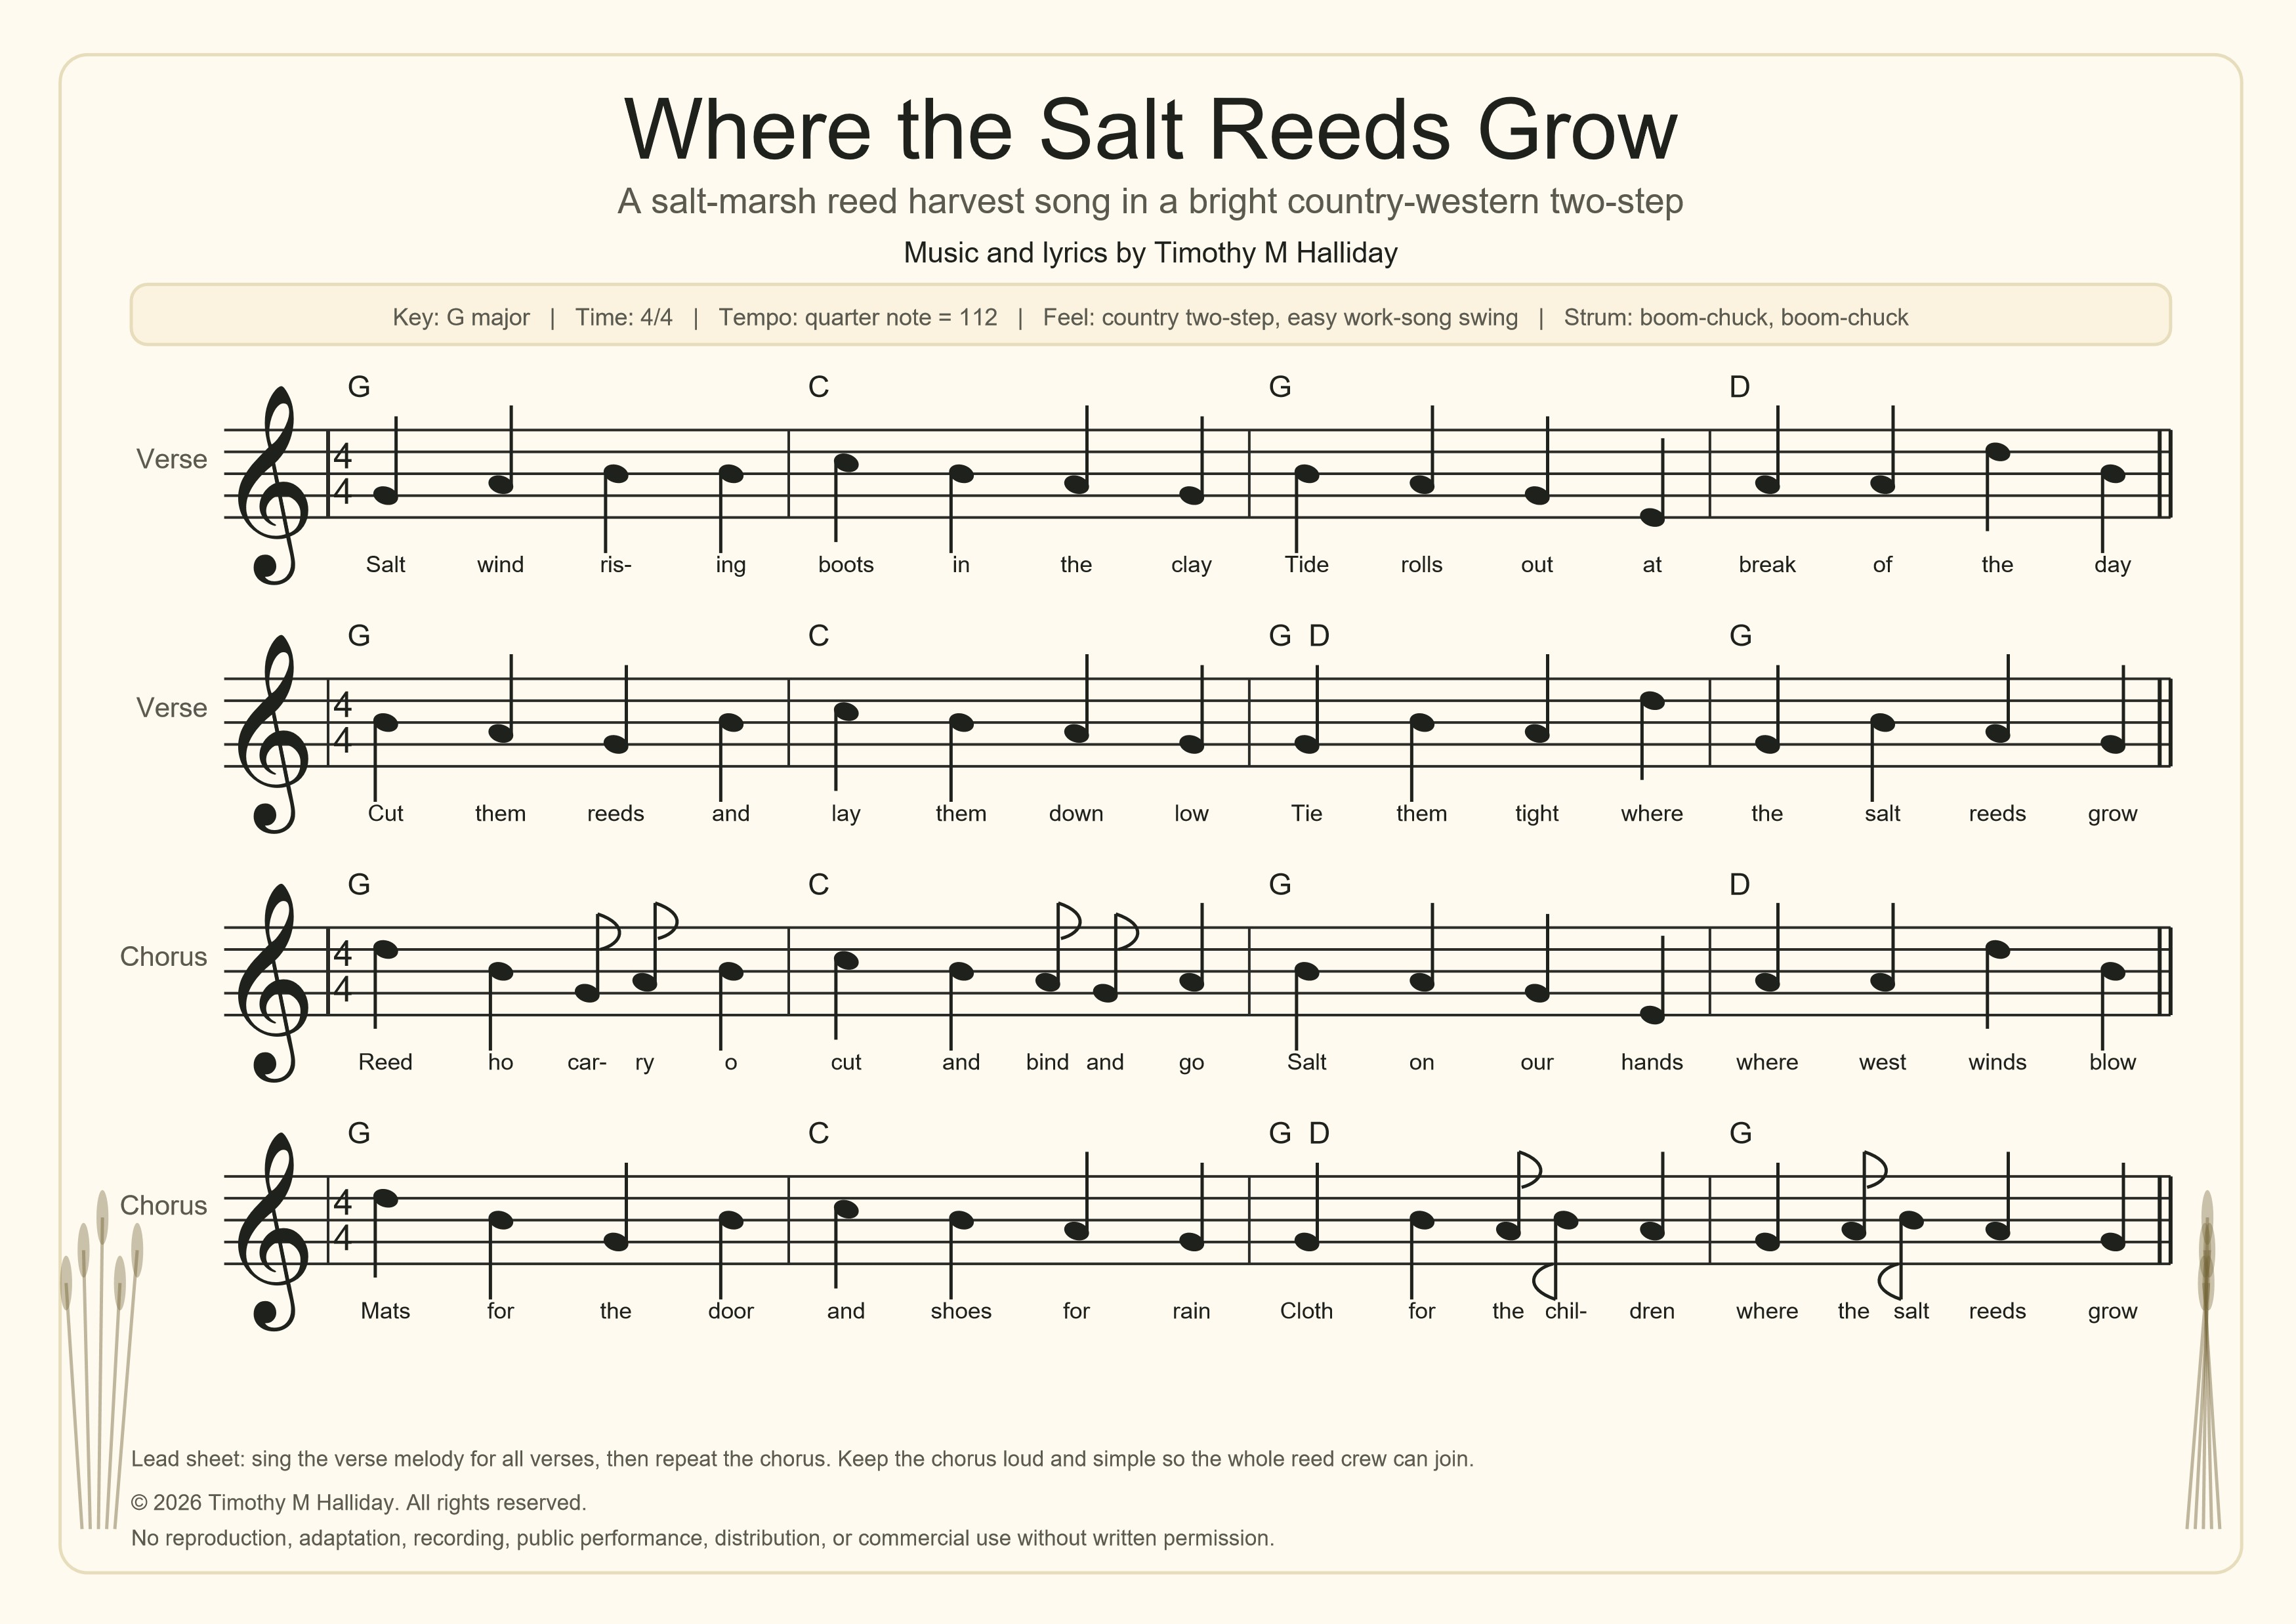 Where the Salt Reeds Grow
A salt-marsh reed harvest song in a bright country-western two-step
Music and lyrics by Timothy M Halliday
Key: G major | Time: 4/4 | Tempo: quarter note = 112 | Feel: country two-step, easy work-song swing | Strum: boom-chuck, boom-chuck
G C G D
Verse 4 4
Salt wind ris- ing boots in the clay Tide rolls out at break of the day
G C G D G
Verse 4 4
Cut them reeds and lay them down low Tie them tight where the salt reeds grow
G C G D
Chorus 4 4
Reed ho car- ry o cut and bind and go Salt on our hands where west winds blow
G C G D G
Chorus 4 4
Mats for the door and shoes for rain Cloth for the chil- dren where the salt reeds grow
Lead sheet: sing the verse melody for all verses, then repeat the chorus. Keep the chorus loud and simple so the whole reed crew can join.
© 2026 Timothy M Halliday. All rights reserved.
No reproduction, adaptation, recording, public performance, distribution, or commercial use without written permission.